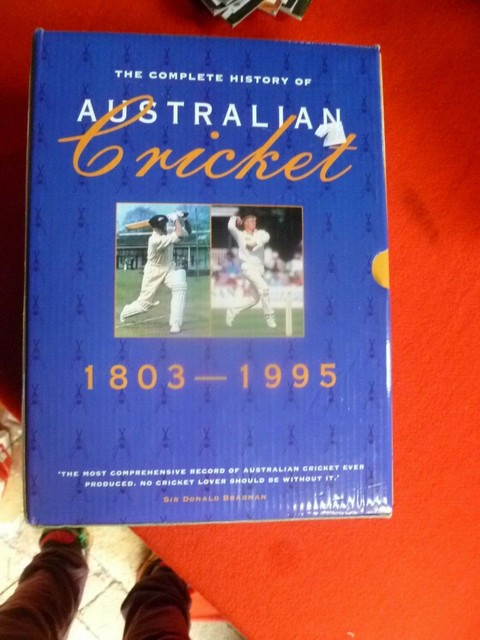 THE COMPLETE HISTORY OF
AUSTRALIAN
Cricket
1803—1995
'THE MOST COMPREHENSIVE RECORD OF AUSTRALIAN CRICKET EVER
PRODUCED. NO CRICKET LOVER SHOULD BE WITHOUT IT.'
SIR DONALD BRADMAN